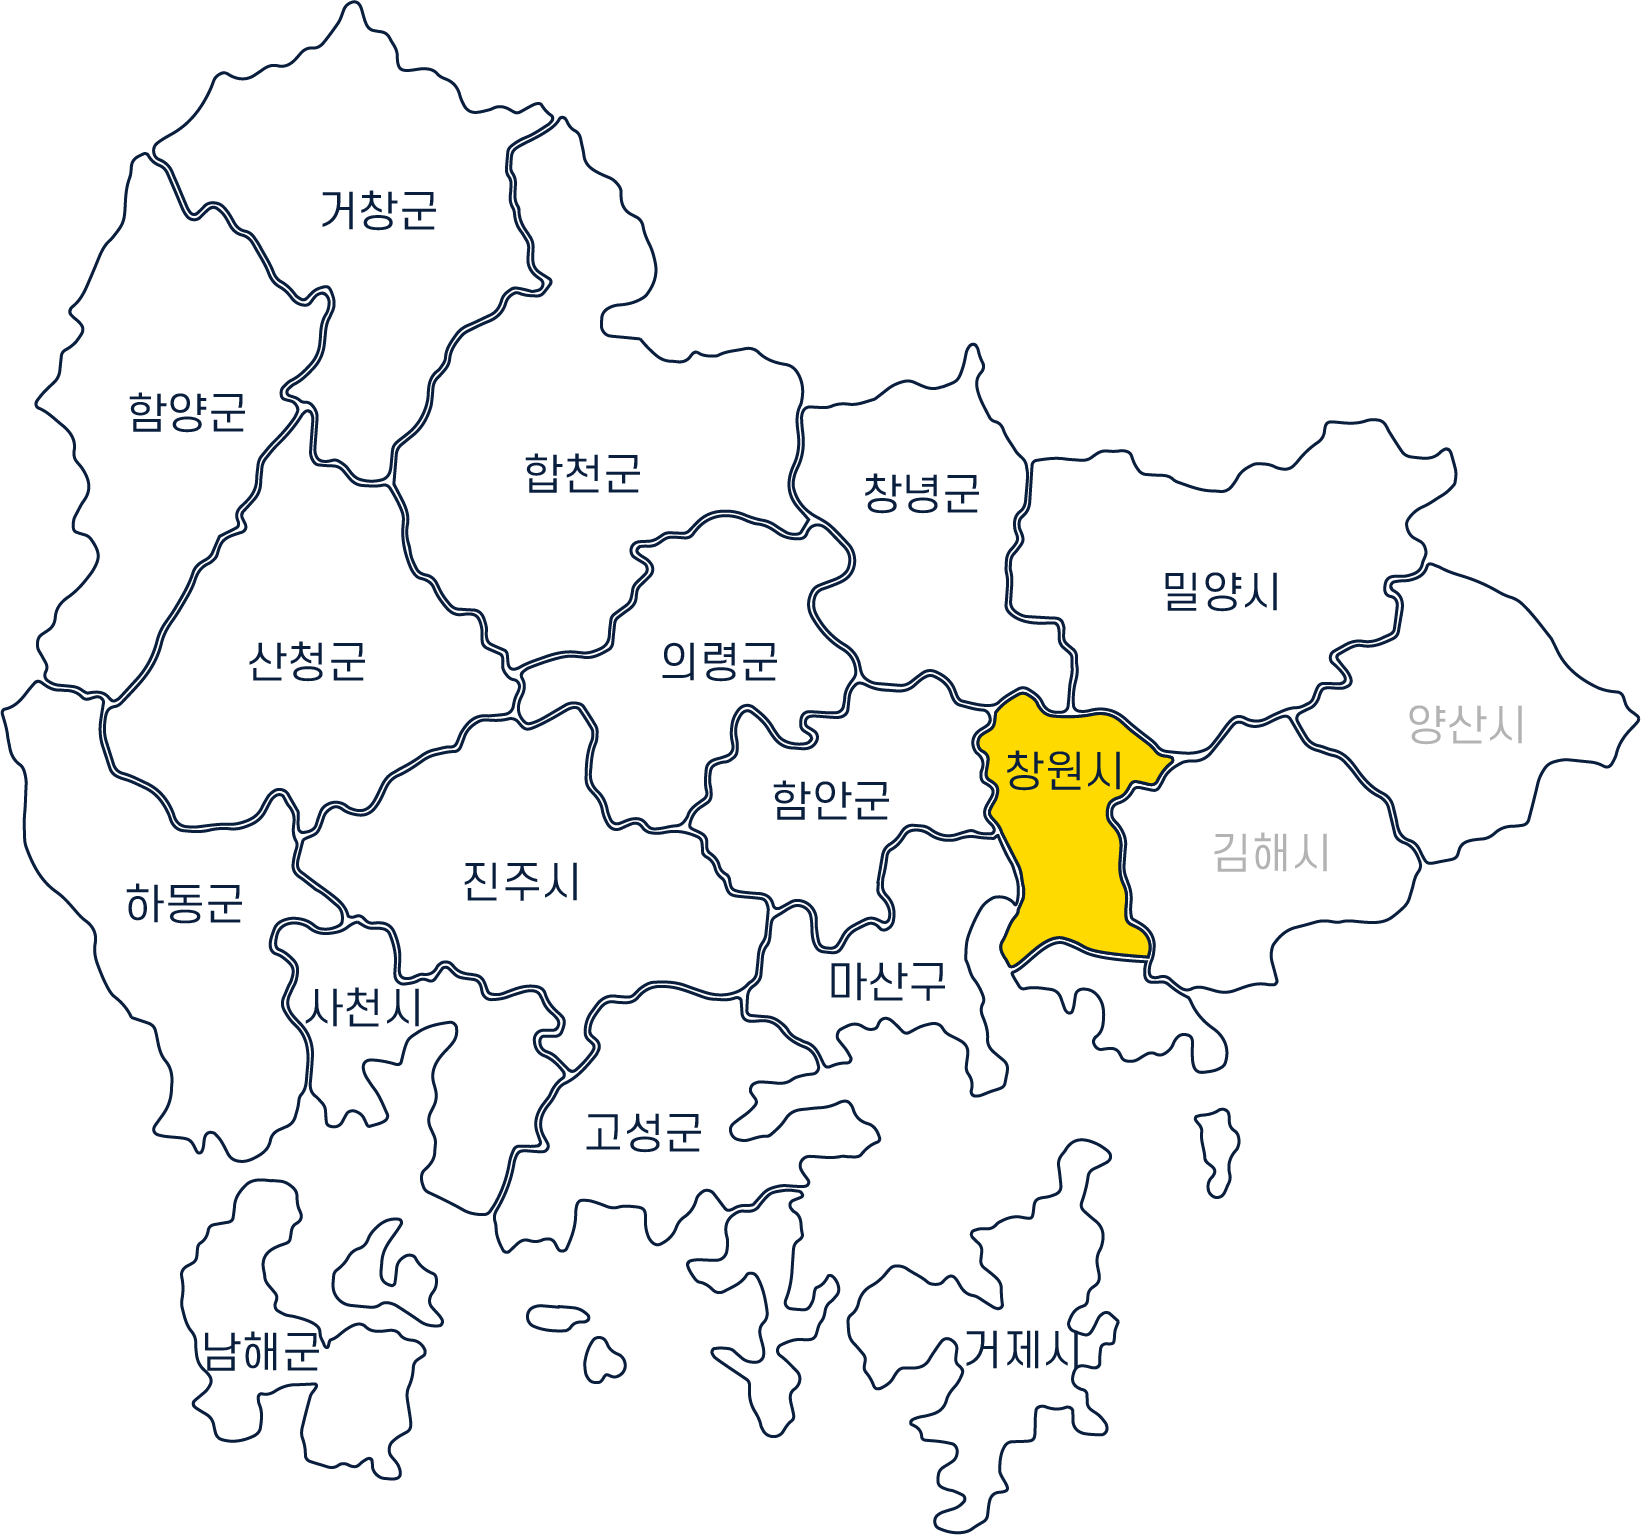 거창군
함양군
합천군
창녕군
밀양시
산청군
의령군
양산시
창원시
함안군
김해시
진주시
하동군
마산구
사천시
고성군
남해군
거제시